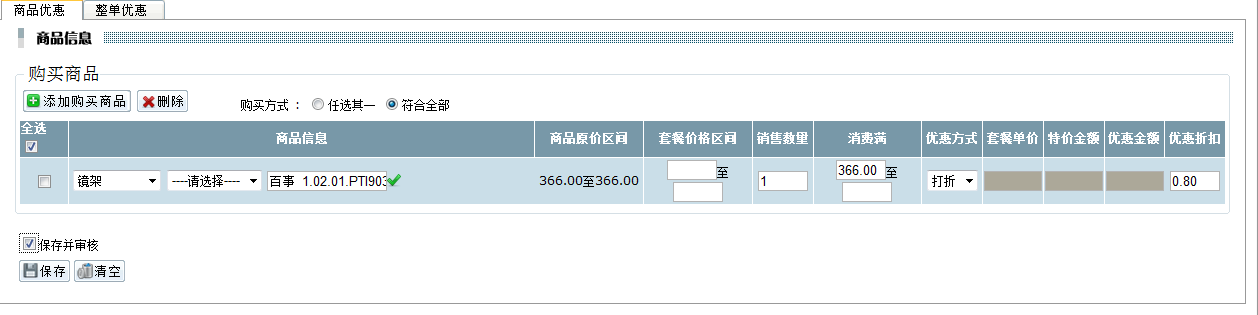 商品优惠 整单优惠
商品信息
购买商品
添加购买商品 删除 购买方式 ： 任选其一 符合全部
全选 商品信息 商品原价区间 套餐价格区间 销售数量 消费满 优惠方式 套餐单价 特价金额 优惠金额 优惠折扣
镜架 ----请选择---- 百事 1.02.01.PTI903 366.00至366.00 至 1 366.00 至 打折 0.80
保存并审核
保存 清空